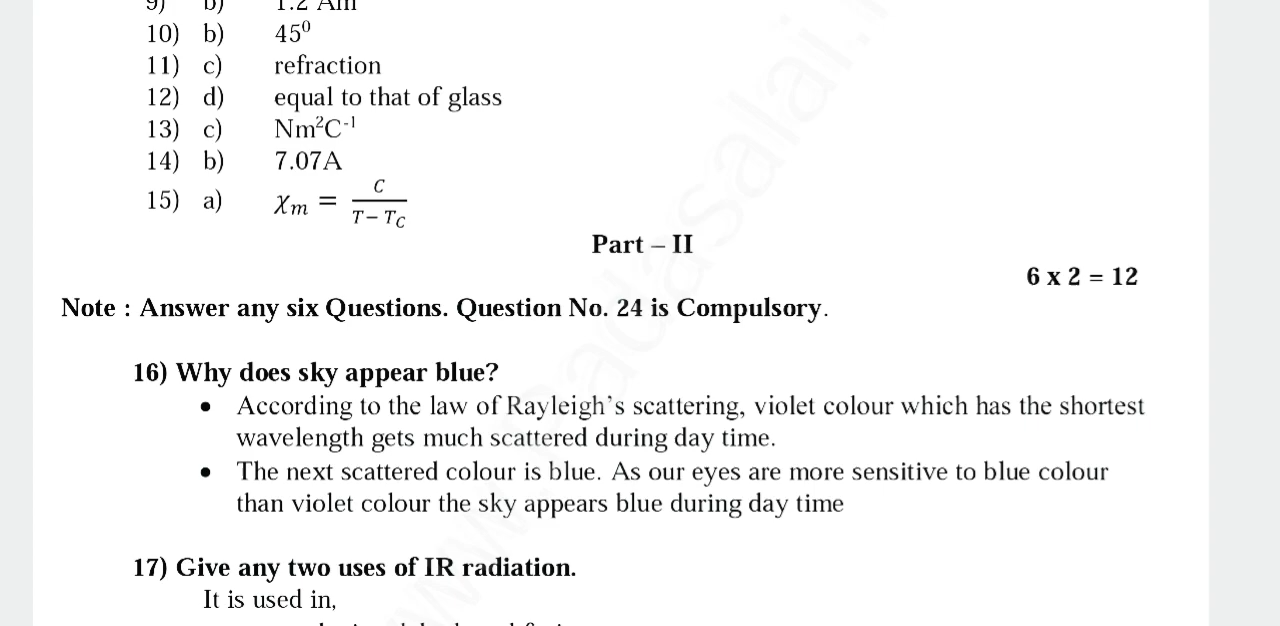 9) b) 1.2 Am
10) b) 45⁰
11) c) refraction
12) d) equal to that of glass
13) c) Nm²C⁻¹
14) b) 7.07A
15) a) χₘ = C / (T − T_C)
Part – II
6 x 2 = 12
Note : Answer any six Questions. Question No. 24 is Compulsory.
16) Why does sky appear blue?
• According to the law of Rayleigh’s scattering, violet colour which has the shortest
wavelength gets much scattered during day time.
• The next scattered colour is blue. As our eyes are more sensitive to blue colour
than violet colour the sky appears blue during day time
17) Give any two uses of IR radiation.
It is used in,